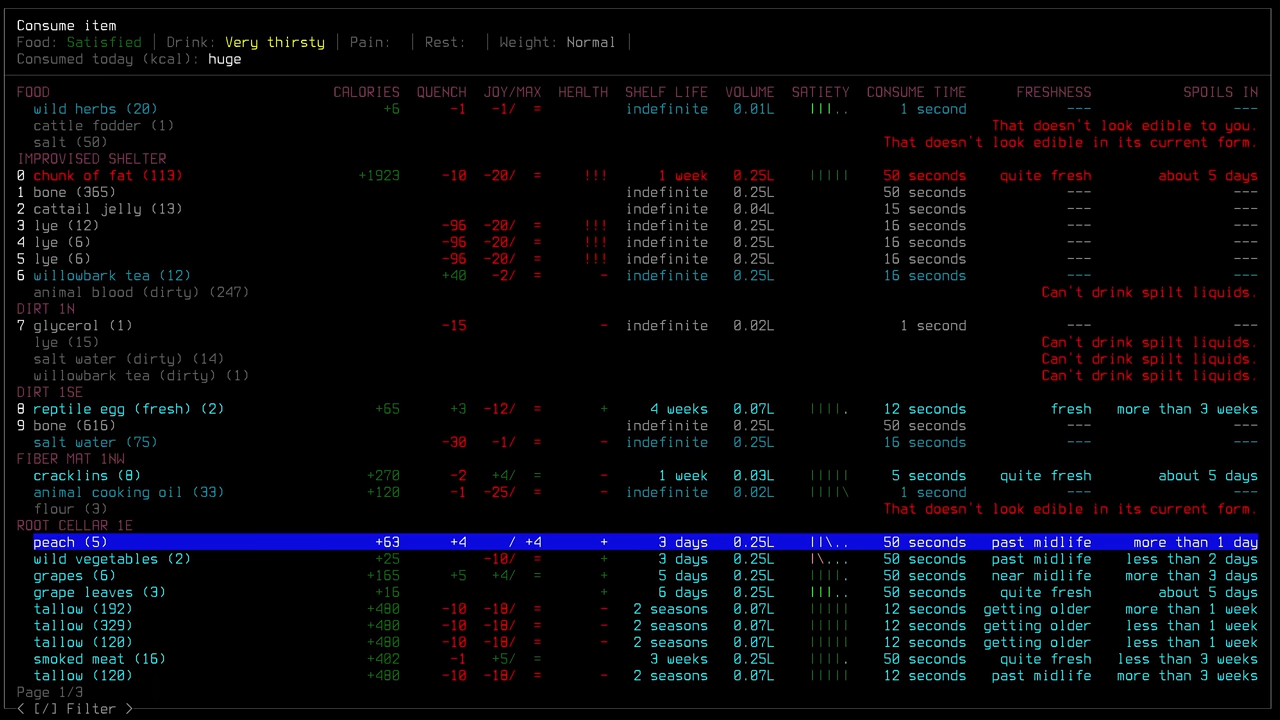 Consume item
Food: Satisfied | Drink: Very thirsty | Pain: | Rest: | Weight: Normal |
Consumed today (kcal): huge
FOOD CALORIES QUENCH JOY/MAX HEALTH SHELF LIFE VOLUME SATIETY CONSUME TIME FRESHNESS SPOILS IN
wild herbs (20) +6 -1 -1/ = indefinite 0.01L |||.. 1 second --- ---
cattle fodder (1) That doesn't look edible to you.
salt (50) That doesn't look edible in its current form.
IMPROVISED SHELTER
0 chunk of fat (113) +1923 -10 -20/ = !!! 1 week 0.25L ||||| 50 seconds quite fresh about 5 days
1 bone (365) indefinite 0.25L 50 seconds --- ---
2 cattail jelly (13) indefinite 0.04L 15 seconds --- ---
3 lye (12) -96 -20/ = !!! indefinite 0.25L 16 seconds --- ---
4 lye (6) -96 -20/ = !!! indefinite 0.25L 16 seconds --- ---
5 lye (6) -96 -20/ = !!! indefinite 0.25L 16 seconds --- ---
6 willowbark tea (12) +40 -2/ = - indefinite 0.25L 16 seconds --- ---
animal blood (dirty) (247) Can't drink spilt liquids.
DIRT 1N
7 glycerol (1) -15 - indefinite 0.02L 1 second --- ---
lye (15) Can't drink spilt liquids.
salt water (dirty) (14) Can't drink spilt liquids.
willowbark tea (dirty) (1) Can't drink spilt liquids.
DIRT 1SE
8 reptile egg (fresh) (2) +65 +3 -12/ = + 4 weeks 0.07L ||||. 12 seconds fresh more than 3 weeks
9 bone (616) indefinite 0.25L 50 seconds --- ---
salt water (75) -30 -1/ = indefinite 0.25L 16 seconds --- ---
FIBER MAT 1NW
cracklins (8) +270 -2 +4/ = 1 week 0.03L ||||| 5 seconds quite fresh about 5 days
animal cooking oil (33) +120 -1 -25/ = indefinite 0.02L ||||\ 1 second --- ---
flour (3) That doesn't look edible in its current form.
ROOT CELLAR 1E
peach (5) +63 +4 / +4 + 3 days 0.25L ||\.. 50 seconds past midlife more than 1 day
wild vegetables (2) +25 -10/ = + 3 days 0.25L |\... 50 seconds past midlife less than 2 days
grapes (6) +165 +5 +4/ = + 5 days 0.25L ||||. 50 seconds near midlife more than 3 days
grape leaves (3) +16 + 6 days 0.25L |||.. 50 seconds quite fresh about 5 days
tallow (192) +480 -10 -18/ = - 2 seasons 0.07L ||||| 12 seconds getting older more than 1 week
tallow (329) +480 -10 -18/ = - 2 seasons 0.07L ||||| 12 seconds getting older less than 1 week
tallow (120) +480 -10 -18/ = - 2 seasons 0.07L ||||| 12 seconds getting older less than 1 week
smoked meat (16) +402 -1 +5/ = 3 weeks 0.25L ||||. 50 seconds quite fresh less than 3 weeks
tallow (120) +480 -10 -18/ = - 2 seasons 0.07L ||||| 12 seconds past midlife more than 3 weeks
Page 1/3
< [/] Filter >